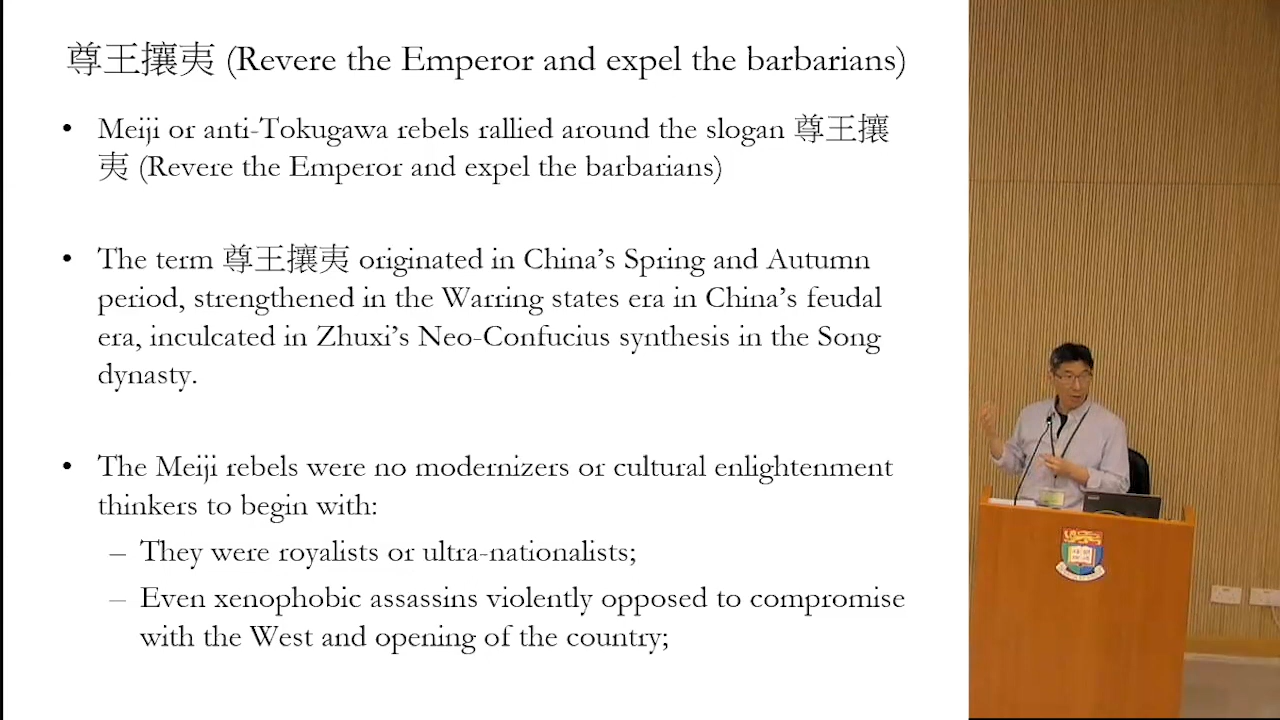 尊王攘夷 (Revere the Emperor and expel the barbarians)
• Meiji or anti-Tokugawa rebels rallied around the slogan 尊王攘
夷 (Revere the Emperor and expel the barbarians)
• The term 尊王攘夷 originated in China’s Spring and Autumn
period, strengthened in the Warring states era in China’s feudal
era, inculcated in Zhuxi’s Neo-Confucius synthesis in the Song
dynasty.
• The Meiji rebels were no modernizers or cultural enlightenment
thinkers to begin with:
– They were royalists or ultra-nationalists;
– Even xenophobic assassins violently opposed to compromise
with the West and opening of the country;